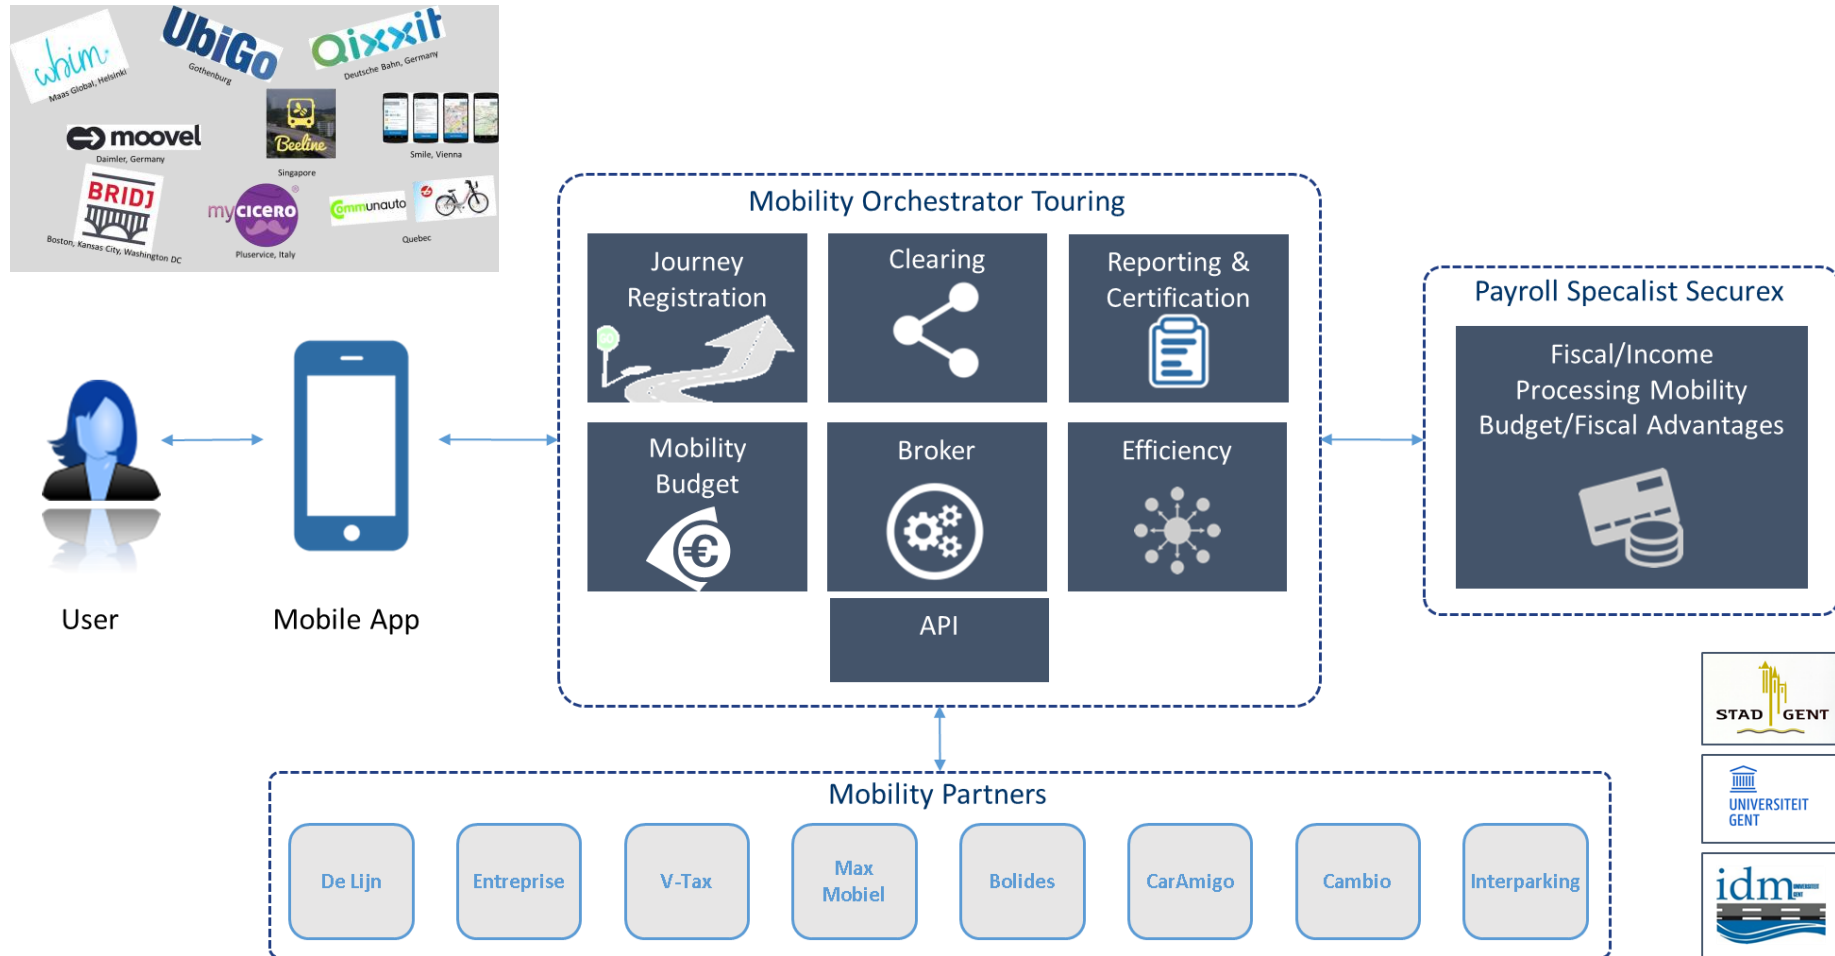 whim
Maas Global, Helsinki
UbiGo
Gothenburg
Qixxit
Deutsche Bahn, Germany
moovel
Daimler, Germany
Beeline
Singapore
Smile, Vienna
BRIDJ
Boston, Kansas City, Washington DC
myCICERO®
Pluservice, Italy
Communauto
Quebec
User
Mobile App
Mobility Orchestrator Touring
Journey
Registration
GO
Clearing
Reporting &
Certification
Mobility
Budget
€
Broker
Efficiency
API
Payroll Specalist Securex
Fiscal/Income
Processing Mobility
Budget/Fiscal Advantages
Mobility Partners
De Lijn
Entreprise
V-Tax
Max
Mobiel
Bolides
CarAmigo
Cambio
Interparking
STAD GENT
UNIVERSITEIT
GENT
idm
UNIVERSITEIT
GENT